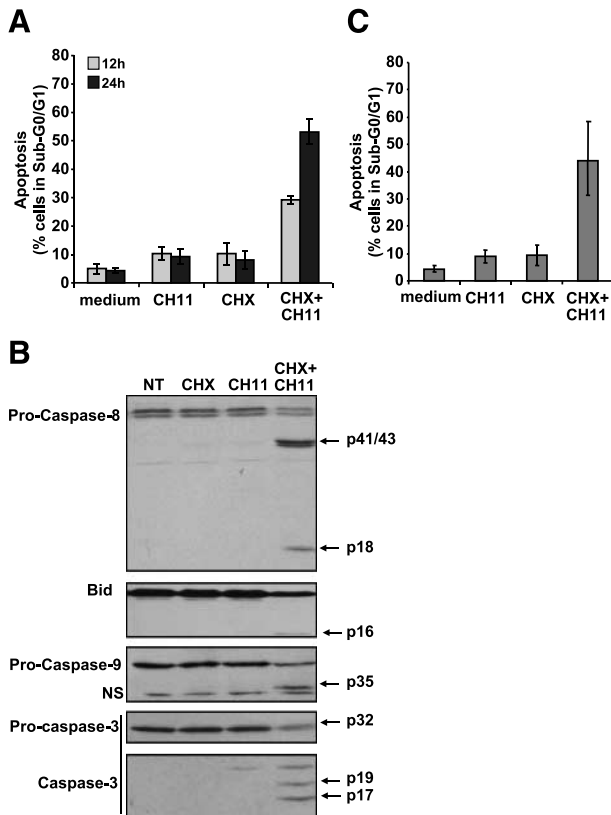 A
Apoptosis
(% cells in Sub-G0/G1)
80
70
60
50
40
30
20
10
0
12h
24h
medium
CH11
CHX
CHX+
CH11
C
Apoptosis
(% cells in Sub-G0/G1)
80
70
60
50
40
30
20
10
0
medium
CH11
CHX
CHX+
CH11
B
NT
CHX
CH11
CHX+
CH11
Pro-Caspase-8
p41/43
p18
Bid
p16
Pro-Caspase-9
p35
NS
p32
Pro-caspase-3
Caspase-3
p19
p17